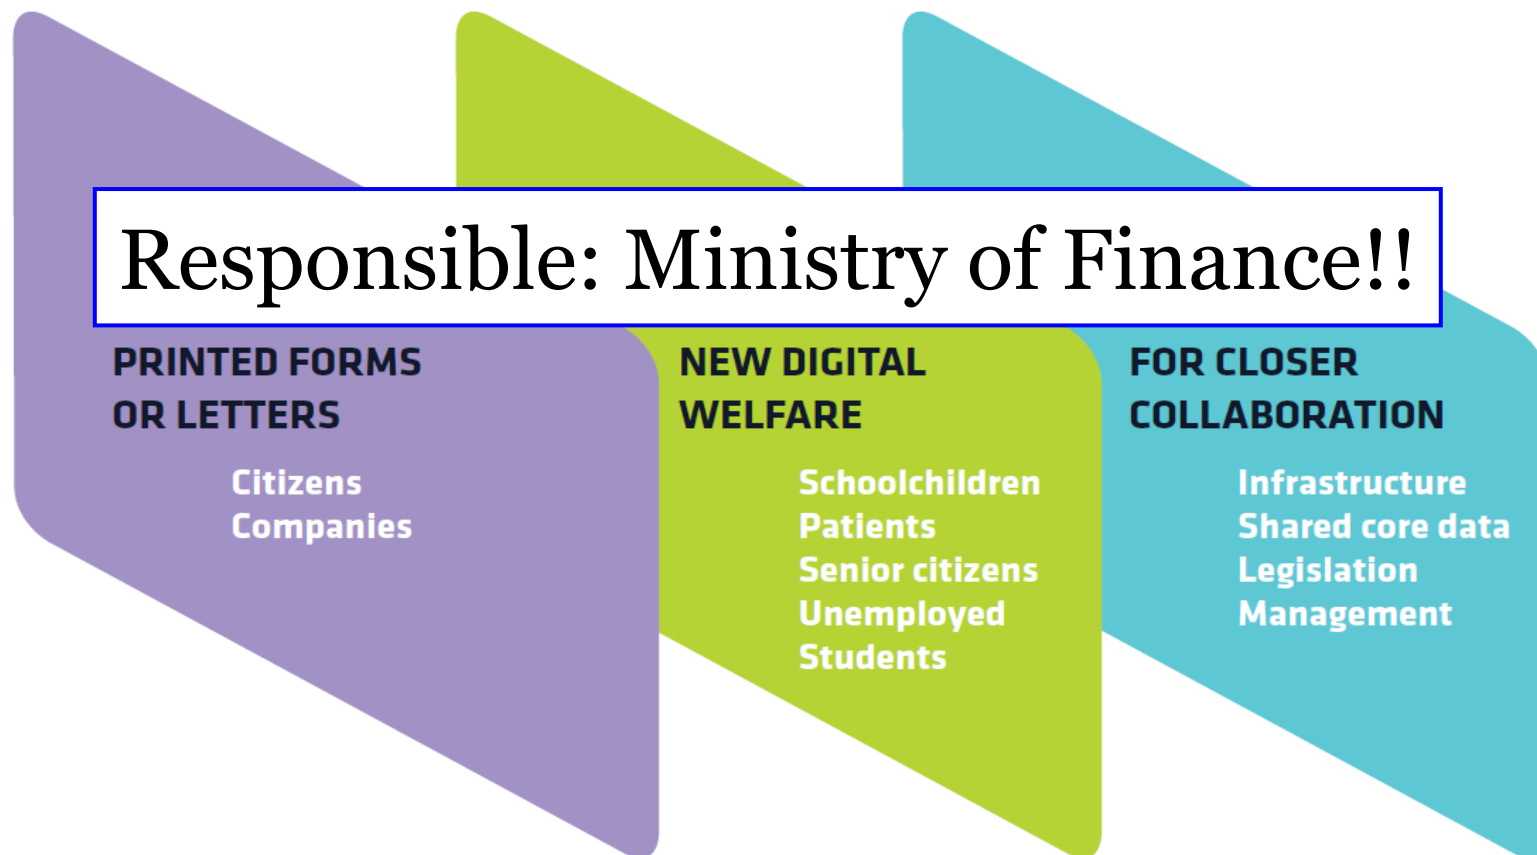 Responsible: Ministry of Finance!!
PRINTED FORMS
OR LETTERS
Citizens
Companies
NEW DIGITAL
WELFARE
Schoolchildren
Patients
Senior citizens
Unemployed
Students
FOR CLOSER
COLLABORATION
Infrastructure
Shared core data
Legislation
Management